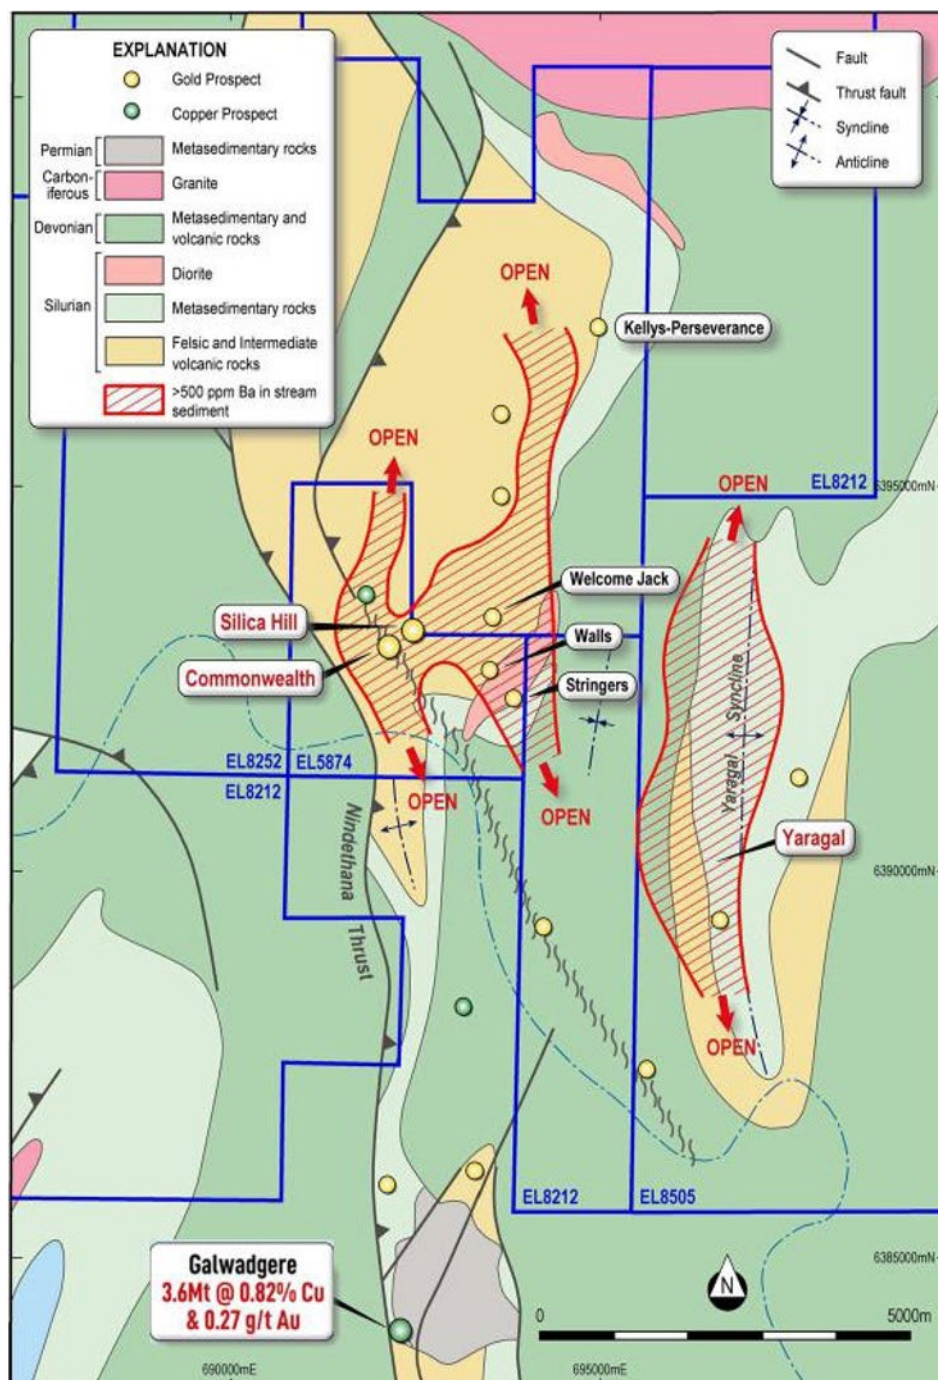 EXPLANATION
Gold Prospect
Copper Prospect
Permian
Metasedimentary rocks
Carbon-
iferous
Granite
Devonian
Metasedimentary and
volcanic rocks
Silurian
Diorite
Metasedimentary rocks
Felsic and Intermediate
volcanic rocks
>500 ppm Ba in stream
sediment
Fault
Thrust fault
Syncline
Anticline
OPEN
Kellys-Perseverance
OPEN
OPEN
EL8212
6395000mN
Welcome Jack
Silica Hill
Walls
Commonwealth
Stringers
Yaragal Syncline
EL8252
EL5874
EL8212
OPEN
OPEN
Nindethana Thrust
Yaragal
6390000mN
OPEN
EL8212
EL8505
Galwadgere
3.6Mt @ 0.82% Cu
& 0.27 g/t Au
N
6385000mN
0
5000m
690000mE
695000mE